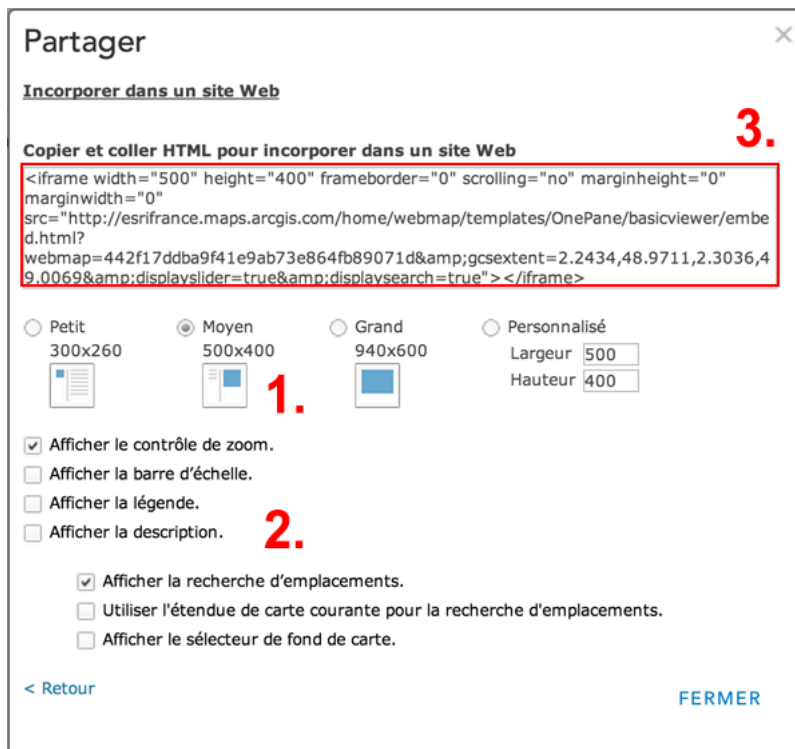 Partager
Incorporer dans un site Web
3.
Copier et coller HTML pour incorporer dans un site Web
<iframe width="500" height="400" frameborder="0" scrolling="no" marginheight="0"
marginwidth="0"
src="http://esrifrance.maps.arcgis.com/home/webmap/templates/OnePane/basicviewer/embe
d.html?
webmap=442f17ddba9f41e9ab73e864fb89071d&amp;gcsextent=2.2434,48.9711,2.3036,4
9.0069&amp;displayslider=true&amp;displaysearch=true"></iframe>
Petit Moyen Grand Personnalisé
300x260 500x400 940x600 Largeur 500
Hauteur 400
1.
Afficher le contrôle de zoom.
Afficher la barre d’échelle.
Afficher la légende.
Afficher la description.
2.
Afficher la recherche d’emplacements.
Utiliser l'étendue de carte courante pour la recherche d'emplacements.
Afficher le sélecteur de fond de carte.
< Retour
FERMER